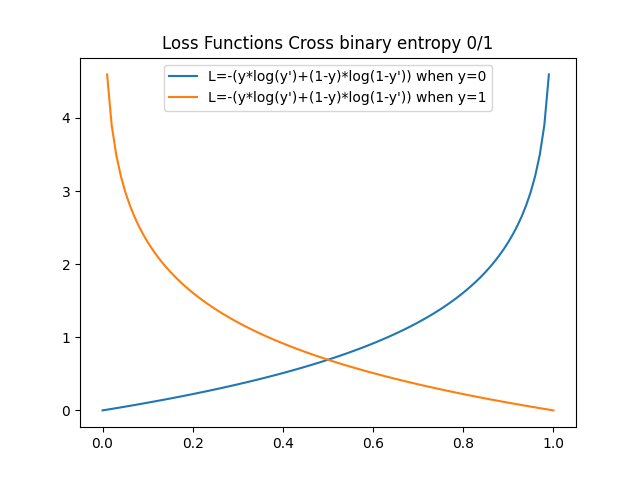 Loss Functions Cross binary entropy 0/1
L=-(y*log(y')+(1-y)*log(1-y')) when y=0
L=-(y*log(y')+(1-y)*log(1-y')) when y=1
4
3
2
1
0
0.0 0.2 0.4 0.6 0.8 1.0